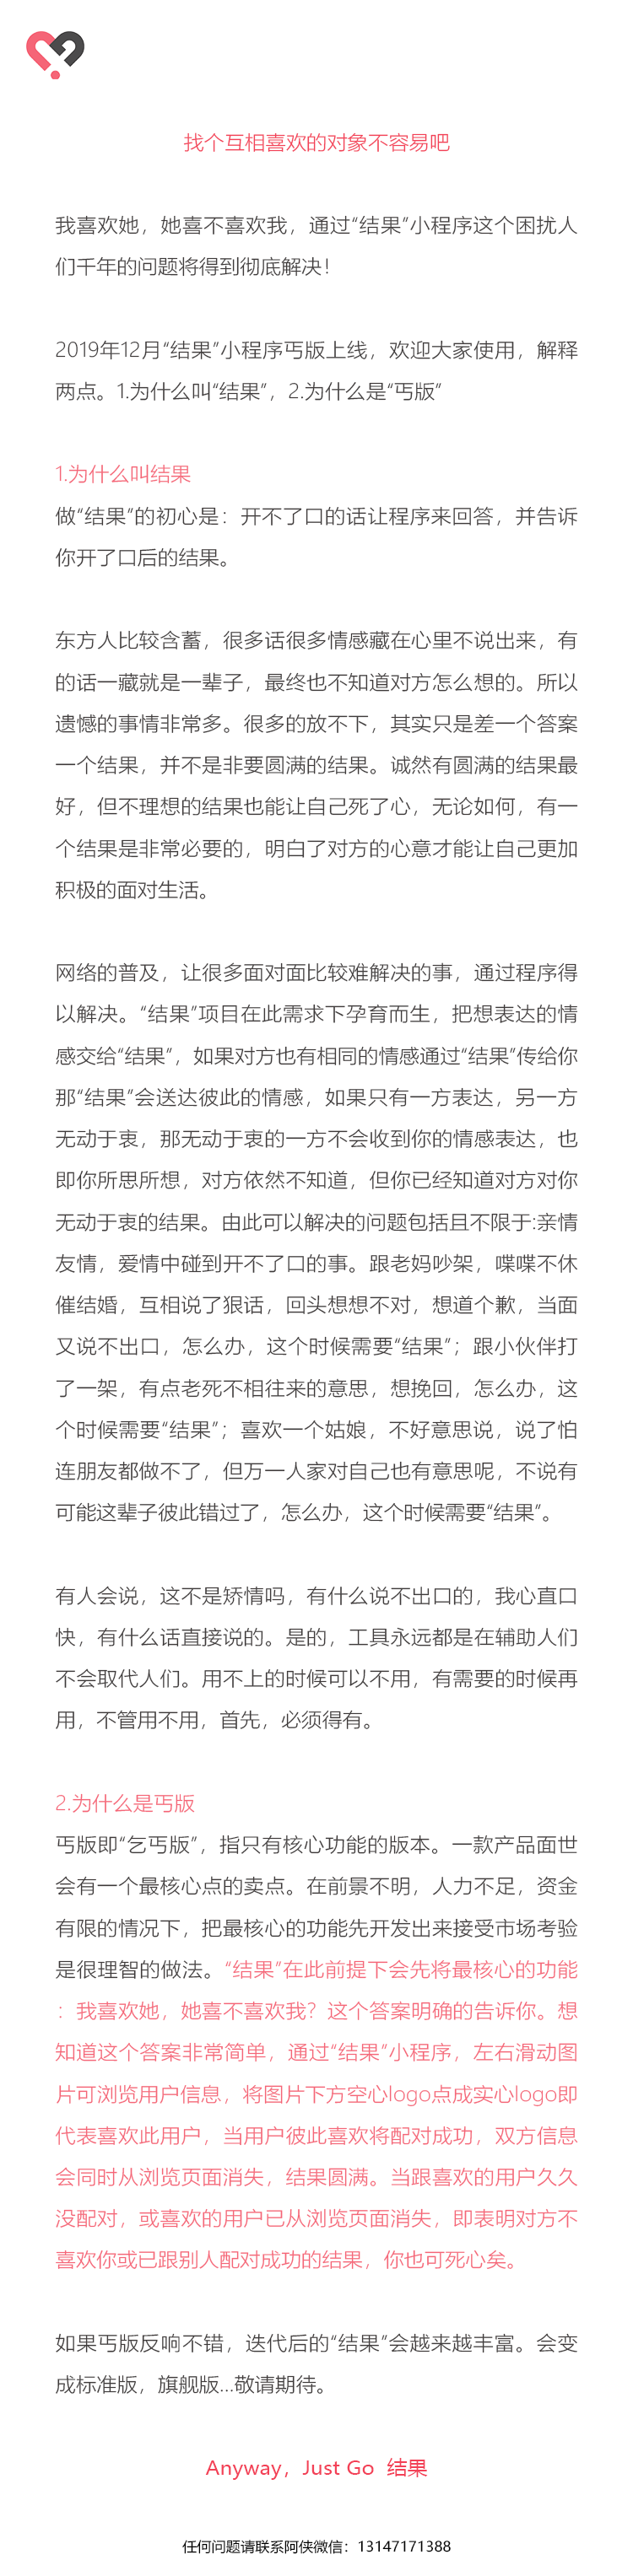 找个互相喜欢的对象不容易吧
我喜欢她，她喜不喜欢我，通过“结果”小程序这个困扰人
们千年的问题将得到彻底解决！
2019年12月“结果”小程序丐版上线，欢迎大家使用，解释
两点。1.为什么叫“结果”，2.为什么是“丐版”
1.为什么叫结果
做“结果“的初心是：开不了口的话让程序来回答，并告诉
你开了口后的结果。
东方人比较含蓄，很多话很多情感藏在心里不说出来，有
的话一藏就是一辈子，最终也不知道对方怎么想的。所以
遗憾的事情非常多。很多的放不下，其实只是差一个答案
一个结果，并不是非要圆满的结果。诚然有圆满的结果最
好，但不理想的结果也能让自己死了心，无论如何，有一
个结果是非常必要的，明白了对方的心意才能让自己更加
积极的面对生活。
网络的普及，让很多面对面比较难解决的事，通过程序得
以解决。“结果”项目在此需求下孕育而生，把想表达的情
感交给“结果”，如果对方也有相同的情感通过“结果”传给你
那“结果”会送达彼此的情感，如果只有一方表达，另一方
无动于衷，那无动于衷的一方不会收到你的情感表达，也
即你所思所想，对方依然不知道，但你已经知道对方对你
无动于衷的结果。由此可以解决的问题包括且不限于:亲情
友情，爱情中碰到开不了口的事。跟老妈吵架，喋喋不休
催结婚，互相说了狠话，回头想想不对，想道个歉，当面
又说不出口，怎么办，这个时候需要“结果”；跟小伙伴打
了一架，有点老死不相往来的意思，想挽回，怎么办，这
个时候需要“结果”；喜欢一个姑娘，不好意思说，说了怕
连朋友都做不了，但万一人家对自己也有意思呢，不说有
可能这辈子彼此错过了，怎么办，这个时候需要“结果”。
有人会说，这不是矫情吗，有什么说不出口的，我心直口
快，有什么话直接说的。是的，工具永远都是在辅助人们
不会取代人们。用不上的时候可以不用，有需要的时候再
用，不管用不用，首先，必须得有。
2.为什么是丐版
丐版即“乞丐版”，指只有核心功能的版本。一款产品面世
会有一个最核心点的卖点。在前景不明，人力不足，资金
有限的情况下，把最核心的功能先开发出来接受市场考验
是很理智的做法。“结果”在此前提下会先将最核心的功能
：我喜欢她，她喜不喜欢我？这个答案明确的告诉你。想
知道这个答案非常简单，通过“结果”小程序，左右滑动图
片可浏览用户信息，将图片下方空心logo点成实心logo即
代表喜欢此用户，当用户彼此喜欢将配对成功，双方信息
会同时从浏览页面消失，结果圆满。当跟喜欢的用户久久
没配对，或喜欢的用户已从浏览页面消失，即表明对方不
喜欢你或已跟别人配对成功的结果，你也可死心矣。
如果丐版反响不错，迭代后的“结果”会越来越丰富。会变
成标准版，旗舰版...敬请期待。
Anyway，Just Go 结果
任何问题请联系阿侠微信：13147171388